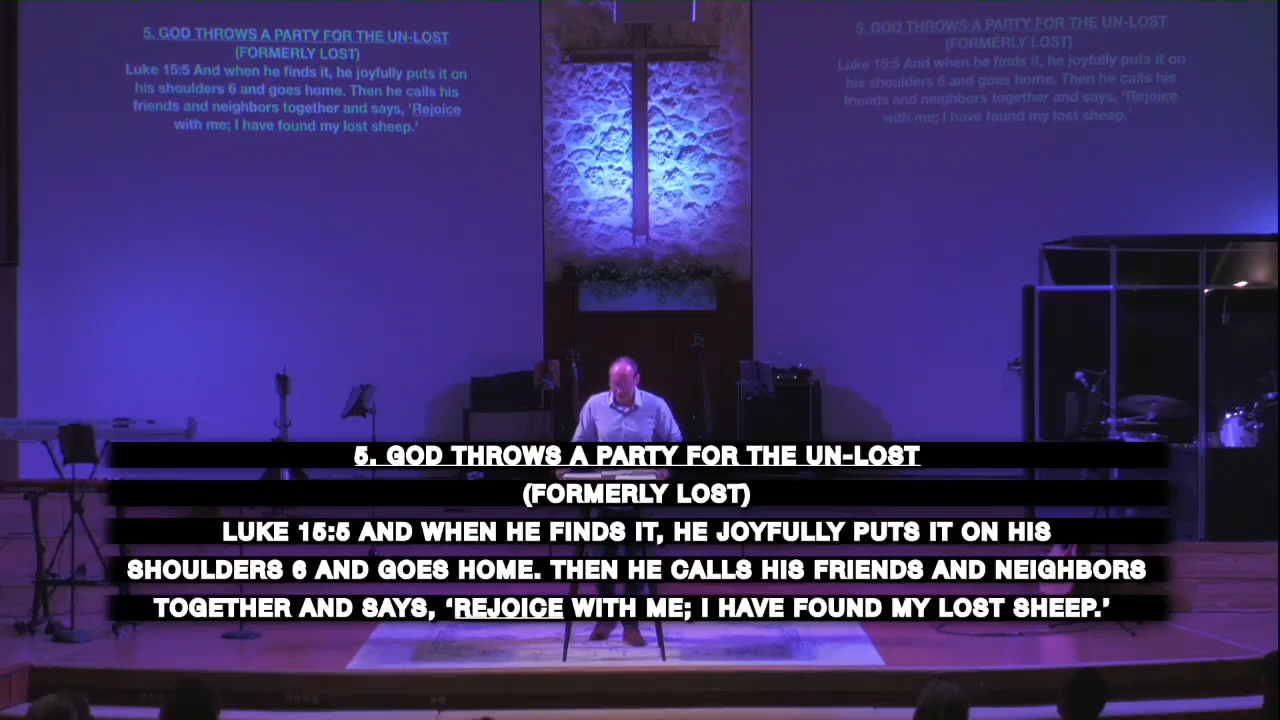 5. GOD THROWS A PARTY FOR THE UN-LOST
(FORMERLY LOST)
Luke 15:5 And when he finds it, he joyfully puts it on
his shoulders 6 and goes home. Then he calls his
friends and neighbors together and says, ‘Rejoice
with me; I have found my lost sheep.’
5. GOD THROWS A PARTY FOR THE UN-LOST
(FORMERLY LOST)
Luke 15:5 And when he finds it, he joyfully puts it on
his shoulders 6 and goes home. Then he calls his
friends and neighbors together and says, ‘Rejoice
with me; I have found my lost sheep.’
5. GOD THROWS A PARTY FOR THE UN-LOST
(FORMERLY LOST)
LUKE 15:5 AND WHEN HE FINDS IT, HE JOYFULLY PUTS IT ON HIS
SHOULDERS 6 AND GOES HOME. THEN HE CALLS HIS FRIENDS AND NEIGHBORS
TOGETHER AND SAYS, ‘REJOICE WITH ME; I HAVE FOUND MY LOST SHEEP.’